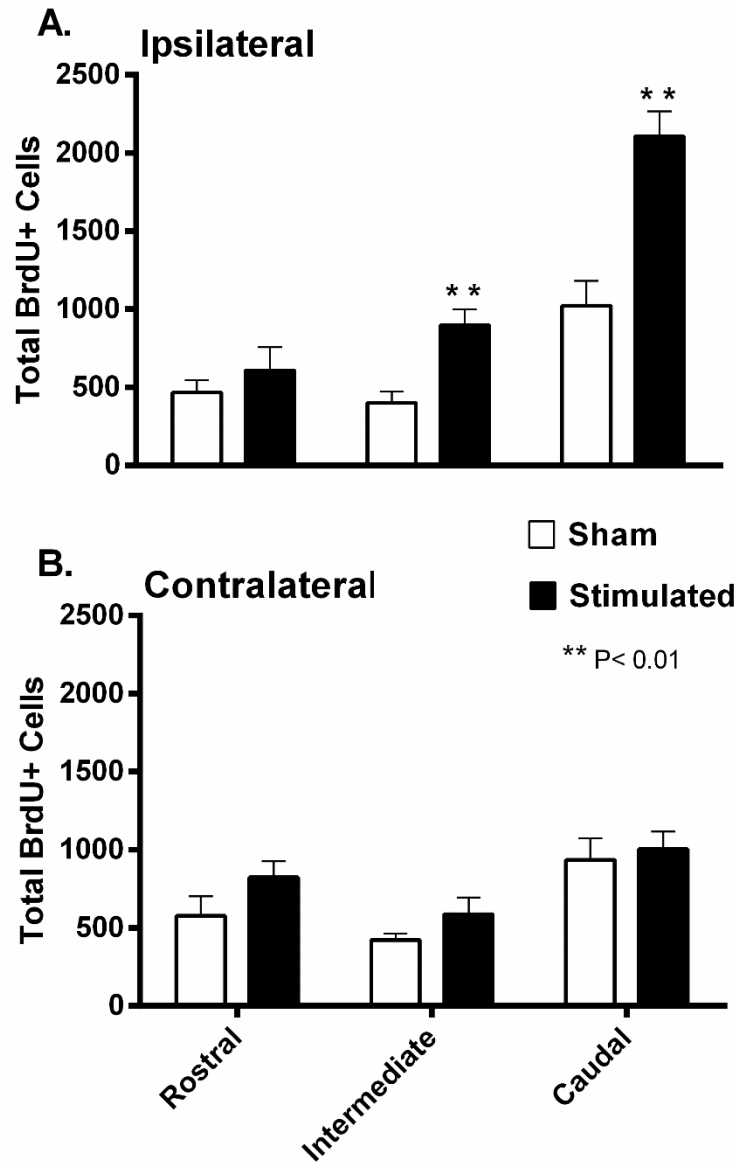 A.
Ipsilateral
Total BrdU+ Cells
2500
2000
1500
1000
500
0
* *
* *
Sham
Stimulated
** P< 0.01
B.
Contralateral
Total BrdU+ Cells
2500
2000
1500
1000
500
0
Rostral
Intermediate
Caudal